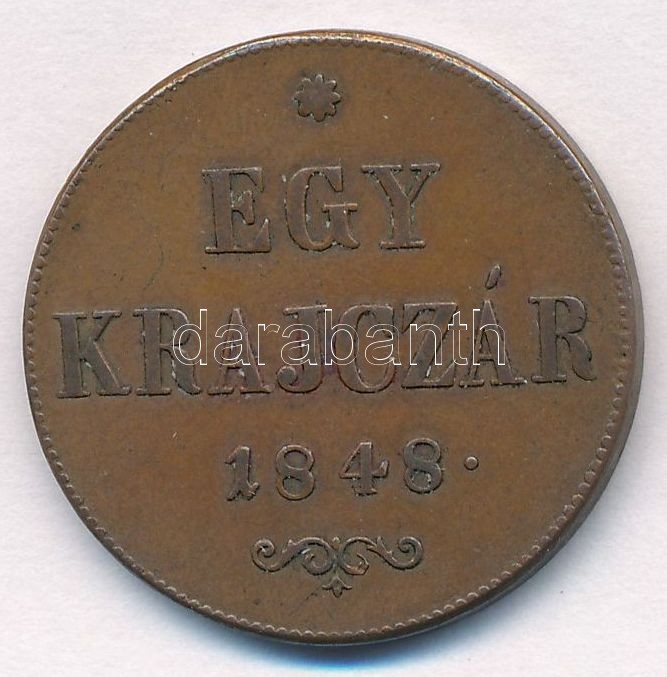 EGY
KRAJCZÁR
1848.
darabanth